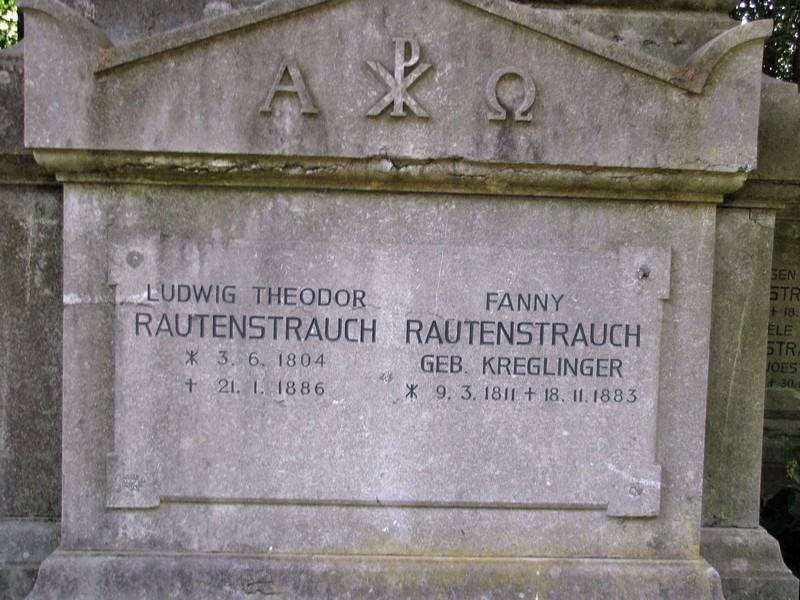 Α ☧ Ω
LUDWIG THEODOR
RAUTENSTRAUCH
* 3. 6. 1804
† 21. 1. 1886
FANNY
RAUTENSTRAUCH
GEB. KREGLINGER
* 9. 3. 1811 † 18. 11. 1883